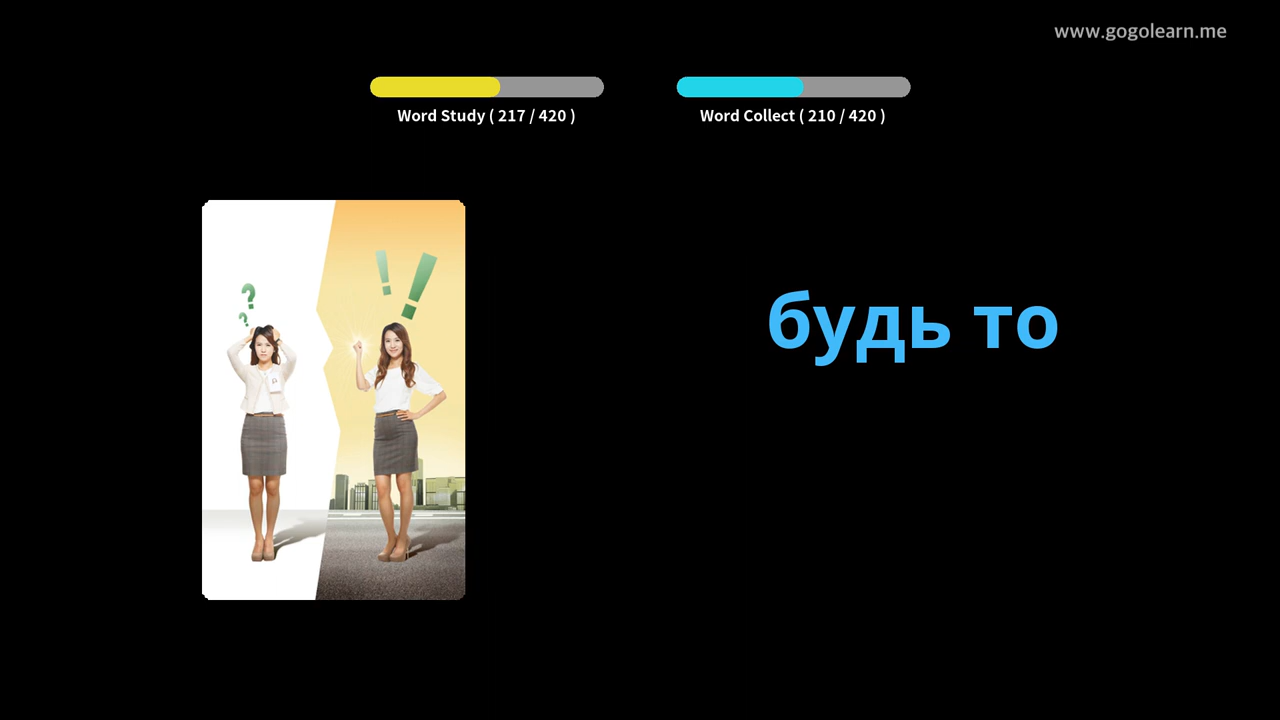 www.gogolearn.me
Word Study ( 217 / 420 )
Word Collect ( 210 / 420 )
? ?
! !
будь то